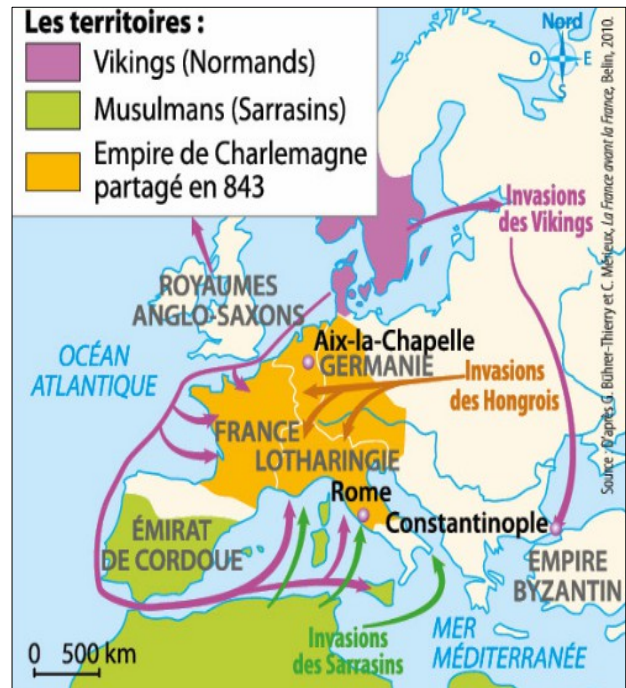 Les territoires :
Vikings (Normands)
Musulmans (Sarrasins)
Empire de Charlemagne
partagé en 843
Nord
O
E
S
Invasions
des Vikings
ROYAUMES
ANGLO-SAXONS
OCÉAN
ATLANTIQUE
Aix-la-Chapelle
GERMANIE
Invasions
des Hongrois
FRANCE
LOTHARINGIE
Rome
Constantinople
ÉMIRAT
DE CORDOUE
EMPIRE
BYZANTIN
Invasions
des Sarrasins
MER
MÉDITERRANÉE
0 500 km
Source : D'après G. Bührer-Thierry et C. Mérieux, La France avant la France, Belin, 2010.